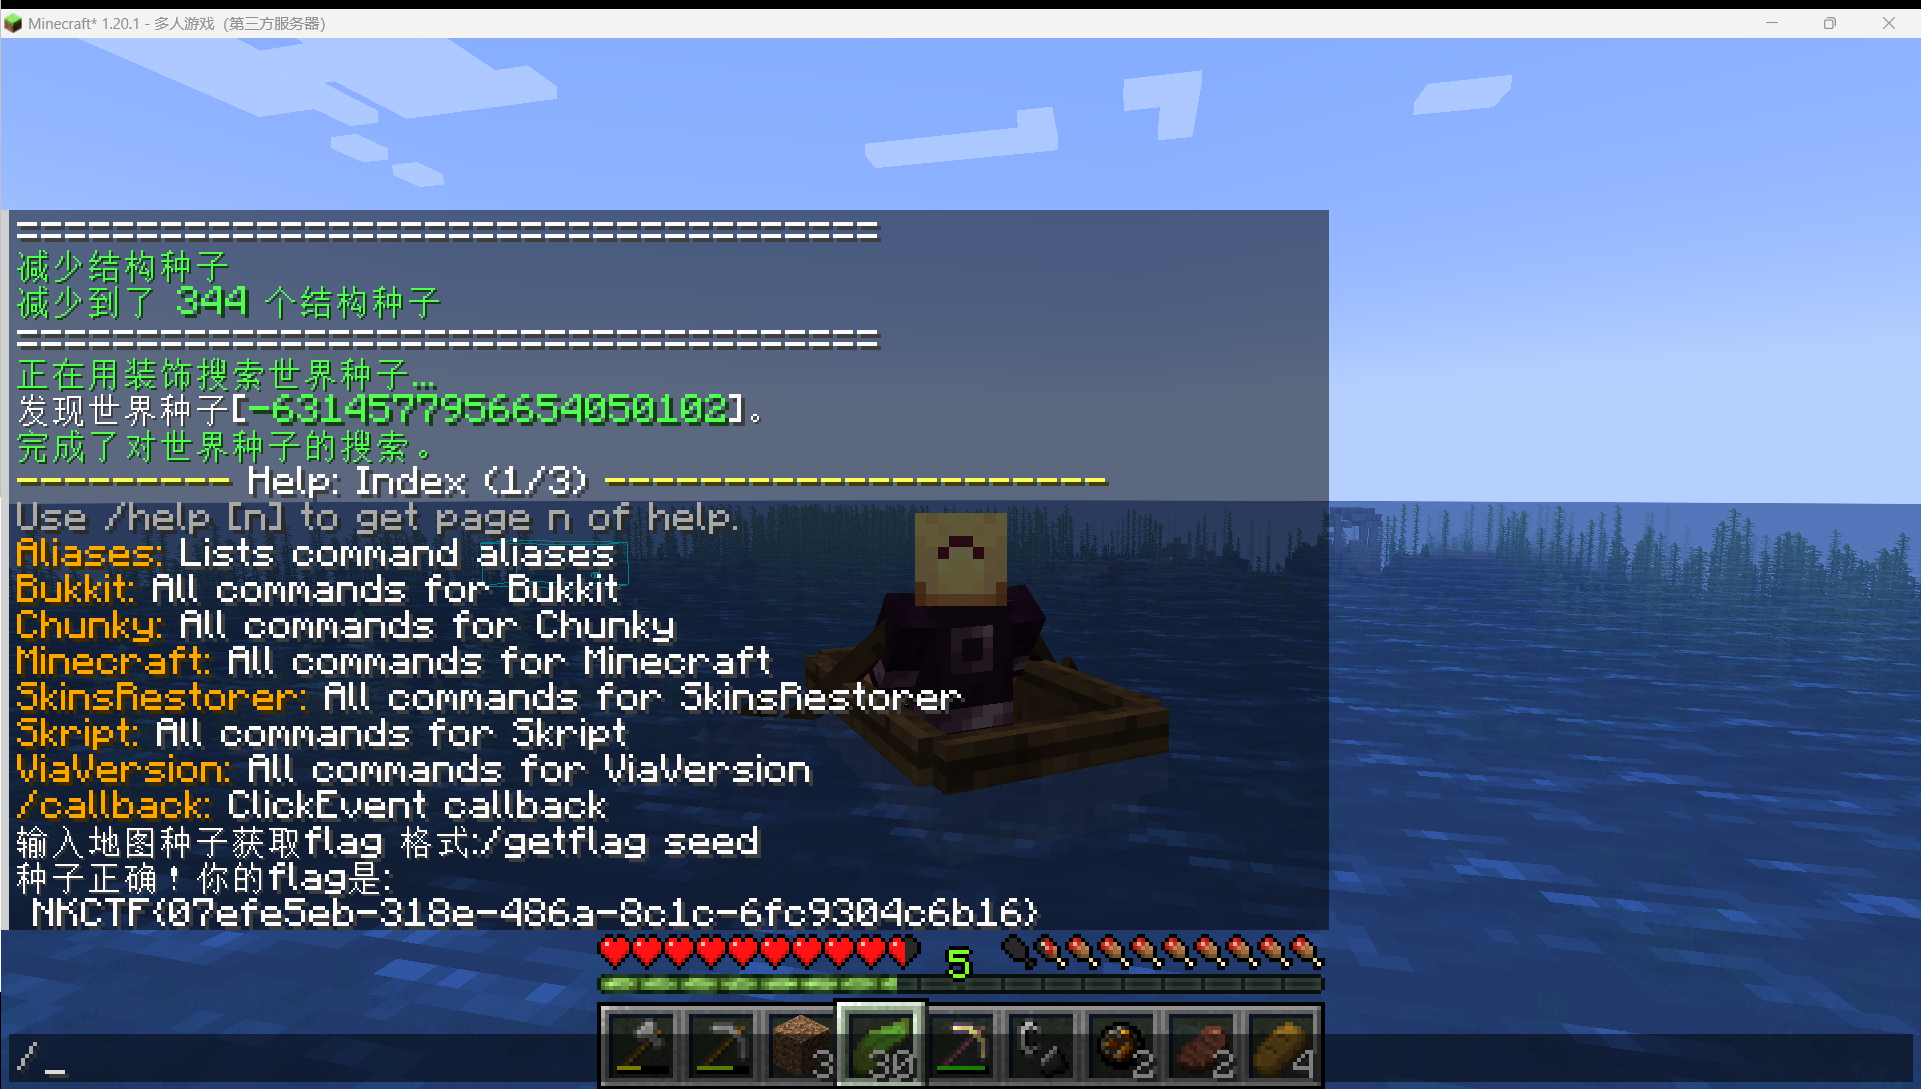 Minecraft* 1.20.1 - 多人游戏 (第三方服务器)
====================================
减少结构种子
减少到了 344 个结构种子
====================================
正在用装饰搜索世界种子...
发现世界种子[-6314577956654050102]。
完成了对世界种子的搜索。
--------- Help: Index (1/3) ---------------------
Use /help [n] to get page n of help.
Aliases: Lists command aliases
Bukkit: All commands for Bukkit
Chunky: All commands for Chunky
Minecraft: All commands for Minecraft
SkinsRestorer: All commands for SkinsRestorer
Skript: All commands for Skript
ViaVersion: All commands for ViaVersion
/callback: ClickEvent callback
输入地图种子获取flag 格式:/getflag seed
种子正确！你的flag是:
NKCTF{07efe5eb-318e-486a-8c1c-6fc9304c6b16}
5
3
30
2
2
4
/ _